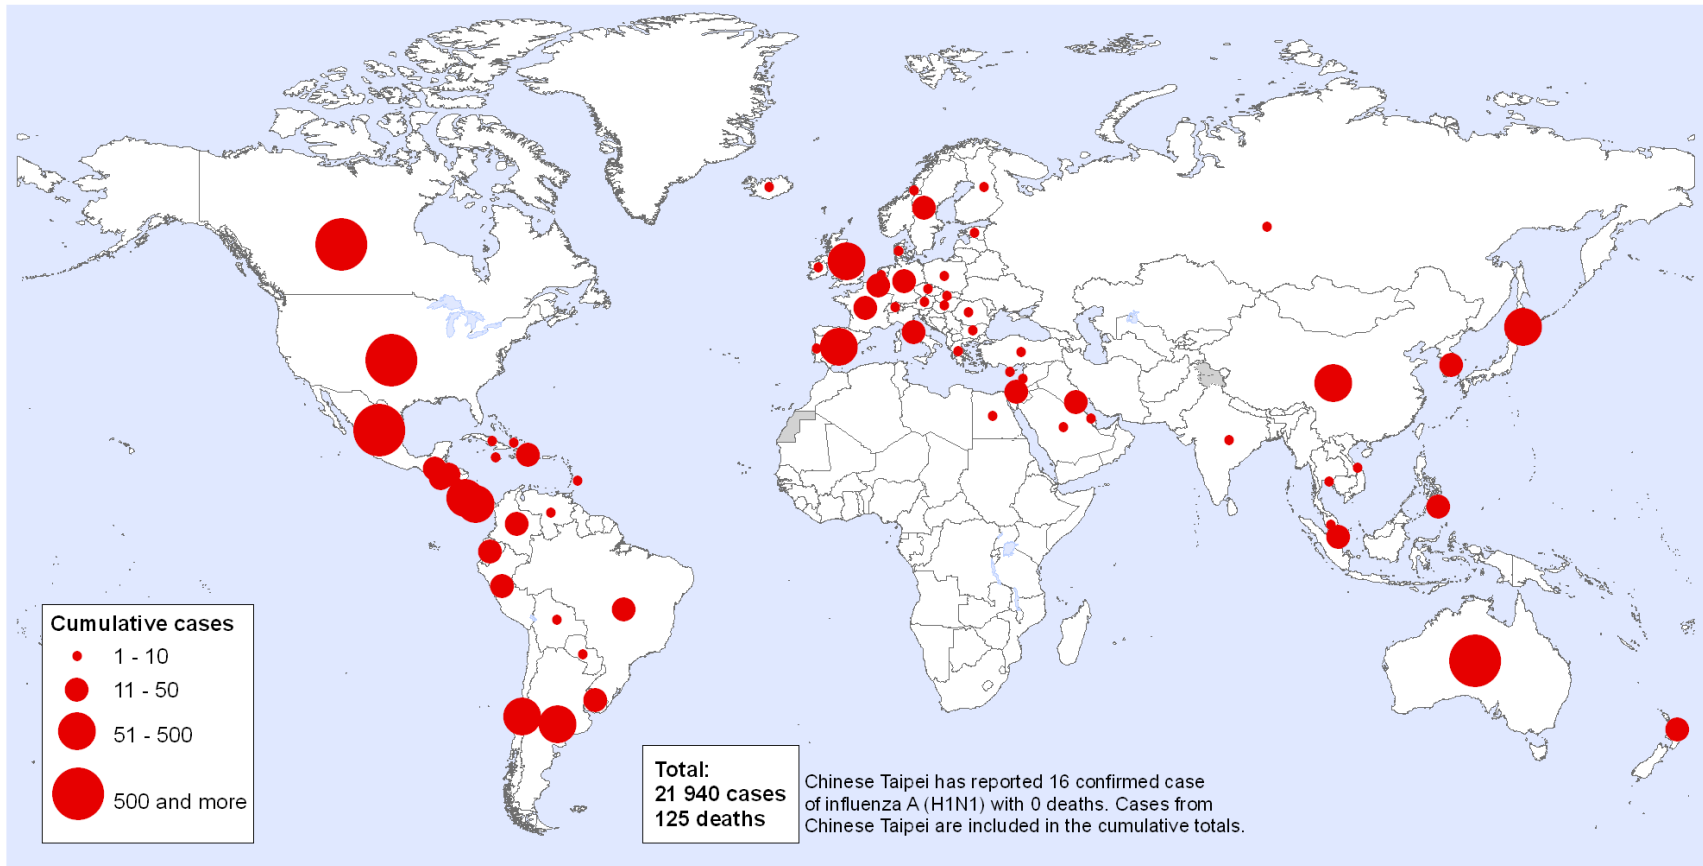 Cumulative cases
1 - 10
11 - 50
51 - 500
500 and more
Total:
21 940 cases
125 deaths
Chinese Taipei has reported 16 confirmed case
of influenza A (H1N1) with 0 deaths. Cases from
Chinese Taipei are included in the cumulative totals.